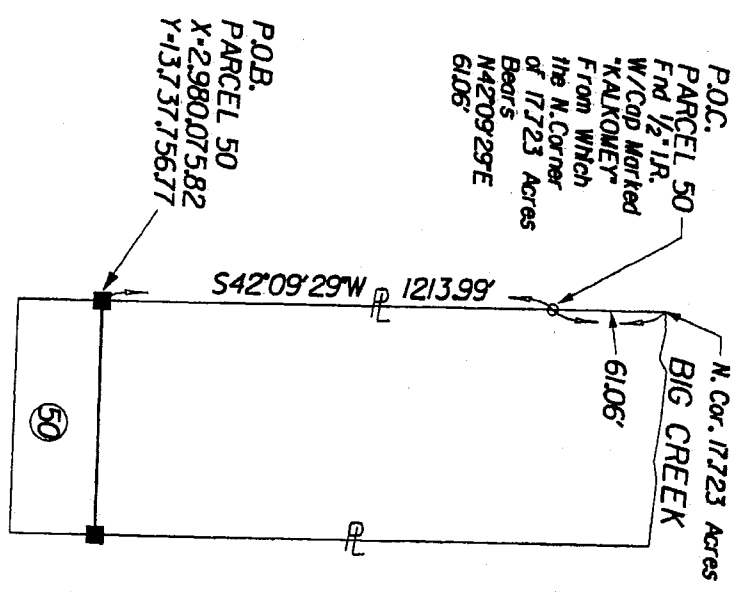 P.O.C.
PARCEL 50
Fnd 1/2" I.R.
W/Cap Marked
"KALKOMEY"
From Which
the N.Corner
of 17.723 Acres
Bears
N42°09'29"E
61.06'
P.O.B.
PARCEL 50
X=2,980,075.82
Y=13,737,756.77
S42°09'29"W 1213.99'
PL
61.06'
N. Cor. 17.723 Acres
BIG CREEK
50
PL